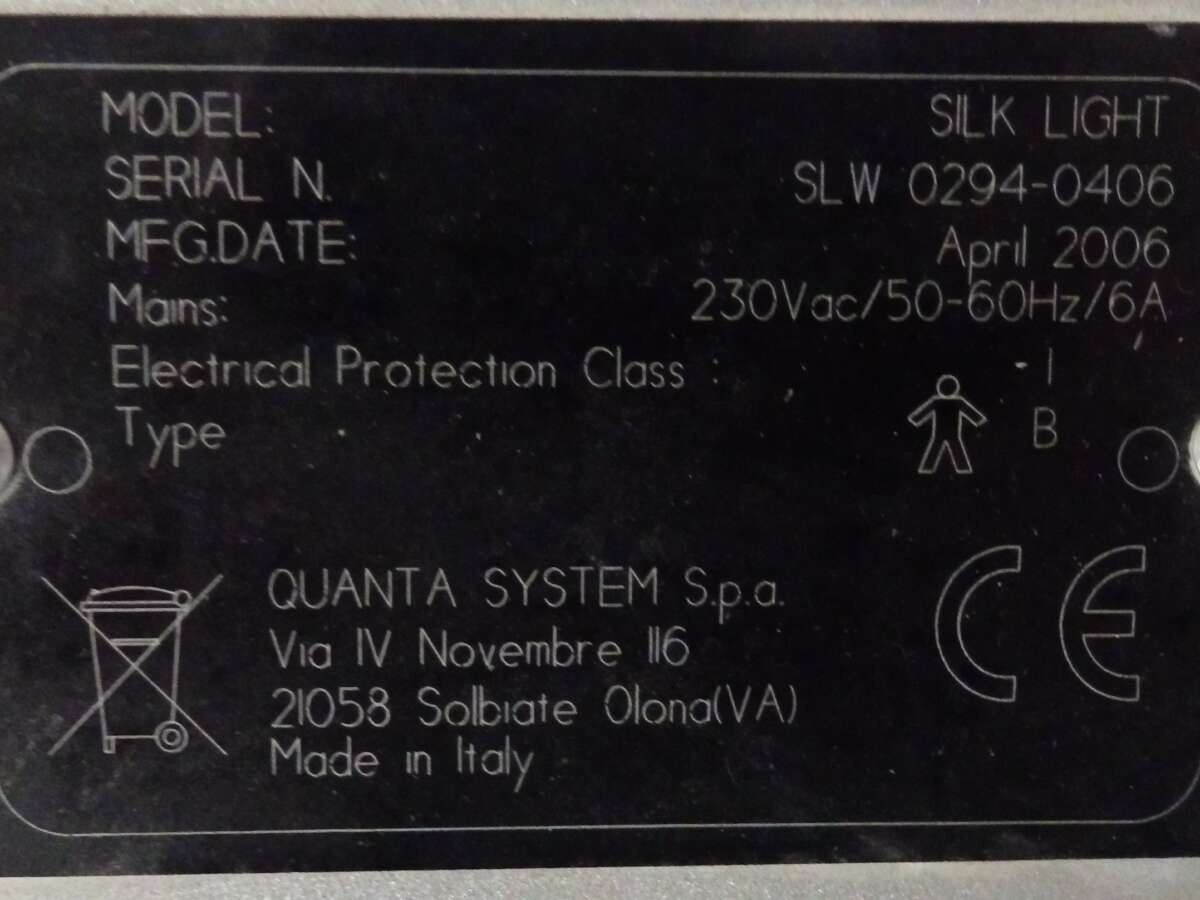 MODEL: SILK LIGHT
SERIAL N. SLW 0294-0406
MFG.DATE: April 2006
Mains: 230Vac/50-60Hz/6A
Electrical Protection Class : - I
Type B
QUANTA SYSTEM S.p.a.
Via IV Novembre 116
21058 Solbiate Olona(VA)
Made in Italy
CE